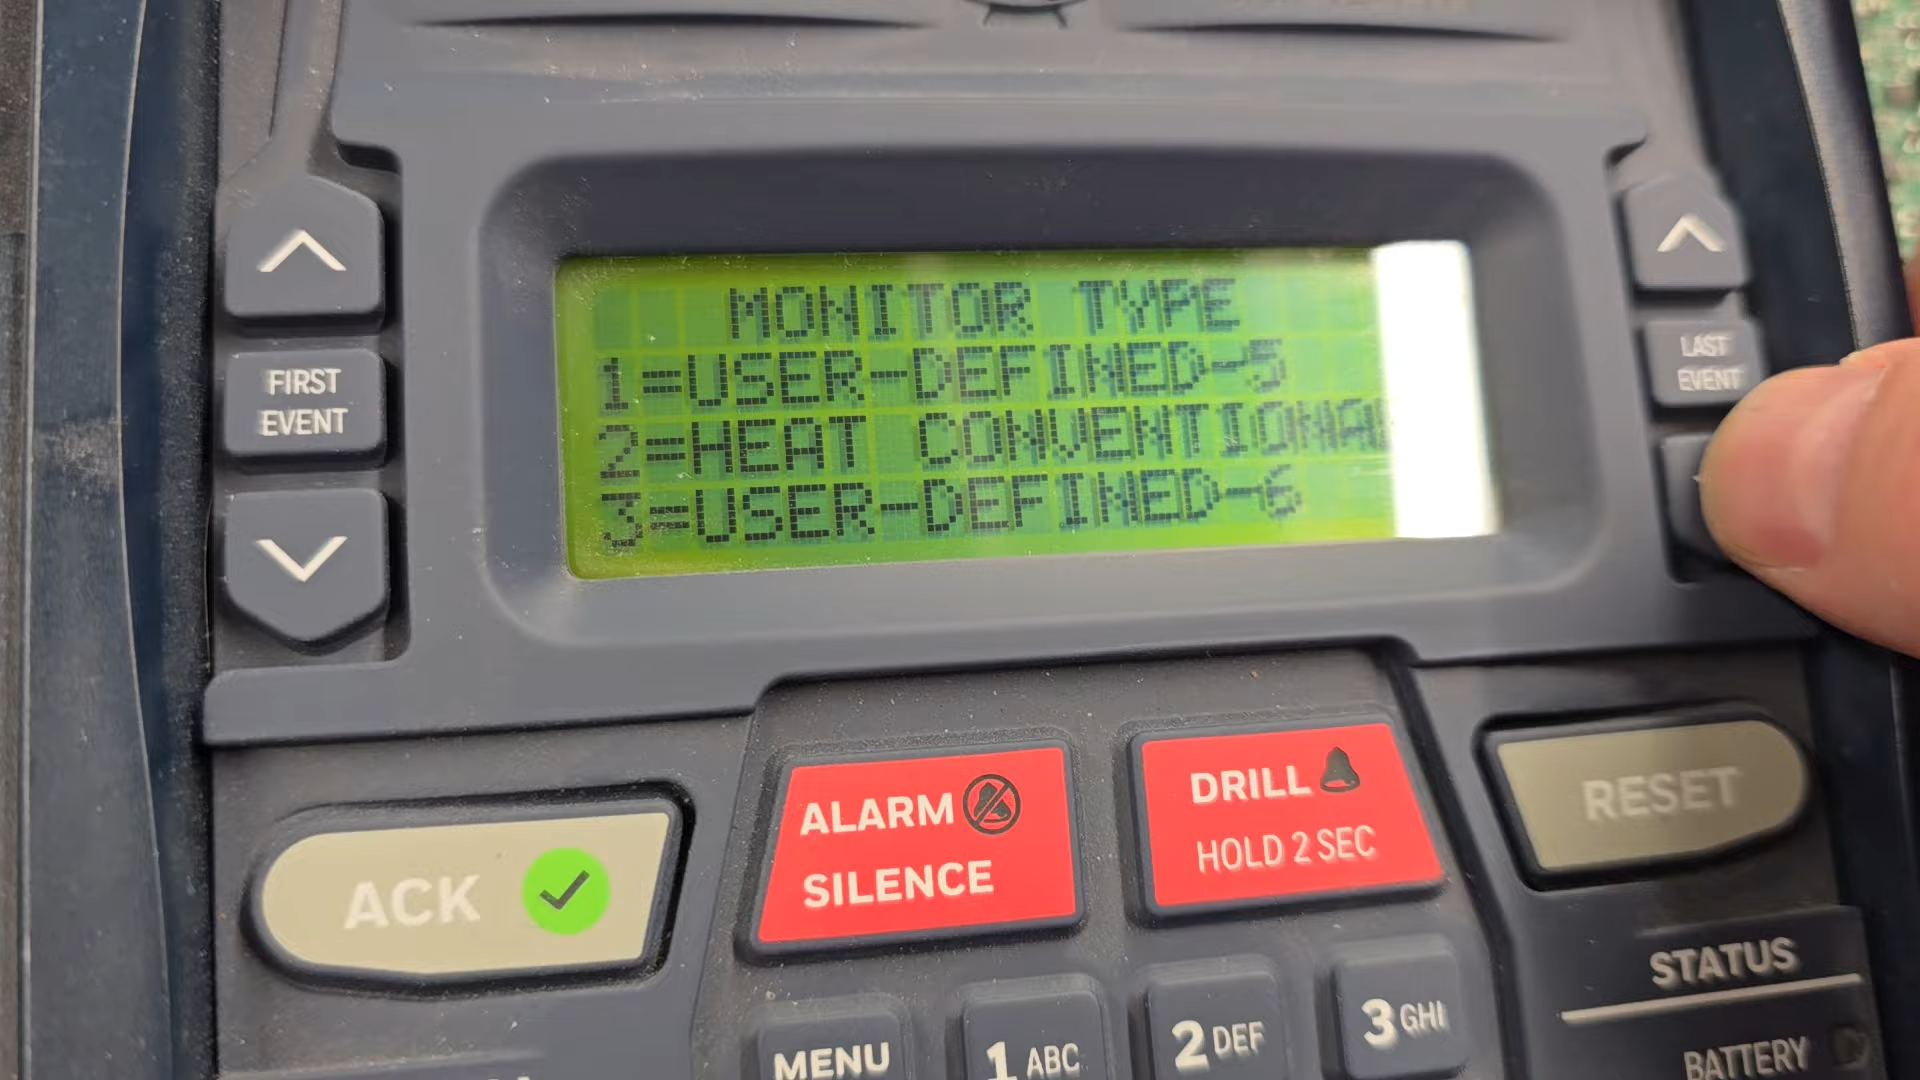 MONITOR TYPE
1=USER-DEFINED-5
2=HEAT CONVENTIONAL
3=USER-DEFINED-6
FIRST
EVENT
LAST
EVENT
ACK
ALARM
SILENCE
DRILL
HOLD 2 SEC
RESET
STATUS
BATTERY
MENU
1 ABC
2 DEF
3 GHI